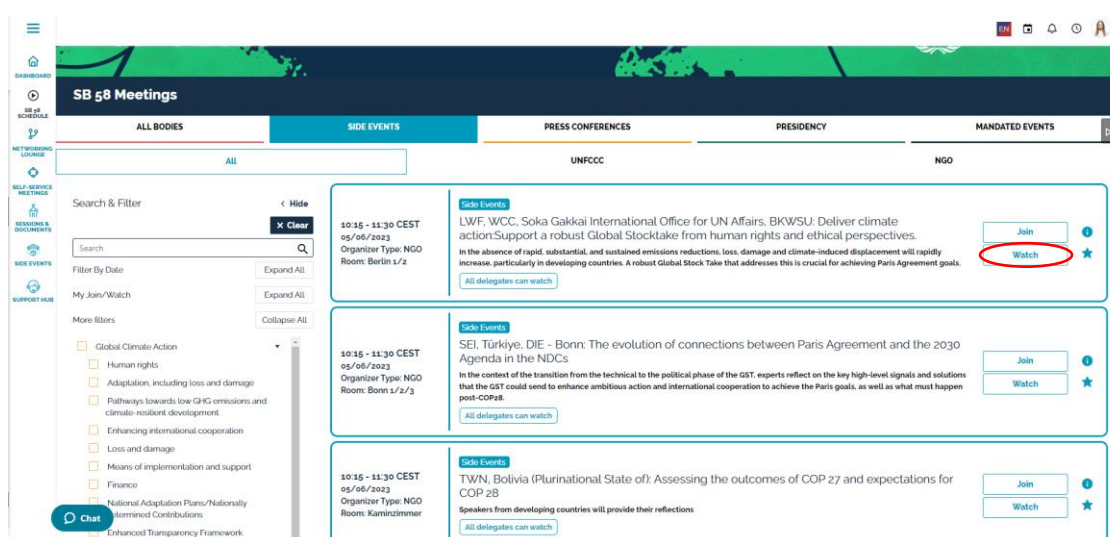 EN
DASHBOARD
SB 58
SCHEDULE
NETWORKING
LOUNGE
SELF-SERVICE
MEETINGS
SESSIONS &
DOCUMENTS
SIDE EVENTS
SUPPORT HUB
SB 58 Meetings
ALL BODIES
SIDE EVENTS
PRESS CONFERENCES
PRESIDENCY
MANDATED EVENTS
All
UNFCCC
NGO
Search & Filter
< Hide
× Clear
Search
Filter By Date
Expand All
My Join/Watch
Expand All
More filters
Collapse All
Global Climate Action
Human rights
Adaptation, including loss and damage
Pathways towards low GHG emissions and
climate-resilient development
Enhancing international cooperation
Loss and damage
Means of implementation and support
Finance
National Adaptation Plans/Nationally
Contributions
Enhanced Transparency Framework
Chat
10:15 - 11:30 CEST
05/06/2023
Organizer Type: NGO
Room: Berlin 1/2
Side Events
LWF, WCC, Soka Gakkai International Office for UN Affairs, BKWSU: Deliver climate
action:Support a robust Global Stocktake from human rights and ethical perspectives.
In the absence of rapid, substantial, and sustained emissions reductions, loss, damage and climate-induced displacement will rapidly
increase, particularly in developing countries. A robust Global Stock Take that addresses this is crucial for achieving Paris Agreement goals.
All delegates can watch
Join
Watch
10:15 - 11:30 CEST
05/06/2023
Organizer Type: NGO
Room: Bonn 1/2/3
Side Events
SEI, Türkiye, DIE - Bonn: The evolution of connections between Paris Agreement and the 2030
Agenda in the NDCs
In the context of the transition from the technical to the political phase of the GST, experts reflect on the key high-level signals and solutions
that the GST could send to enhance ambitious action and international cooperation to achieve the Paris goals, as well as what must happen
post-COP28.
All delegates can watch
Join
Watch
10:15 - 11:30 CEST
05/06/2023
Organizer Type: NGO
Room: Kaminzimmer
Side Events
TWN, Bolivia (Plurinational State of): Assessing the outcomes of COP 27 and expectations for
COP 28
Speakers from developing countries will provide their reflections
All delegates can watch
Join
Watch